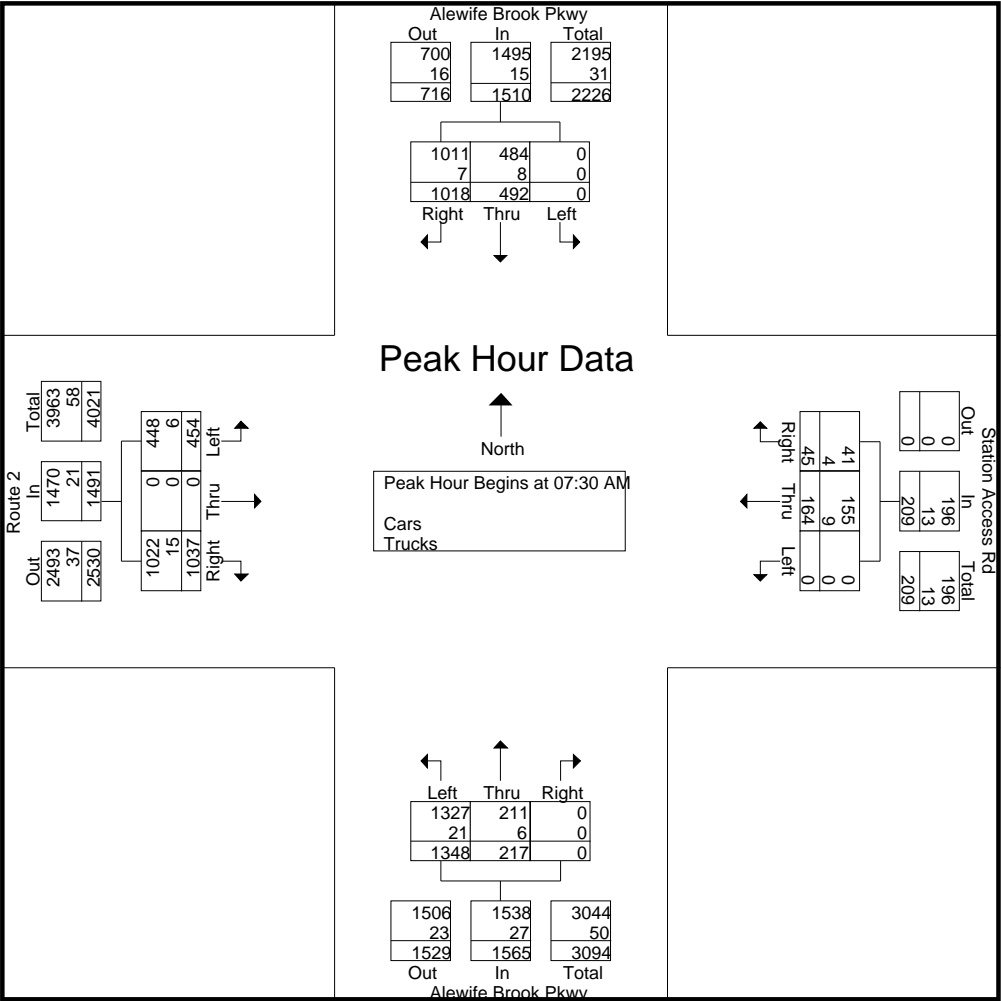 Alewife Brook Pkwy
Out In Total
700 1495 2195
16 15 31
716 1510 2226
1011 484 0
7 8 0
1018 492 0
Right Thru Left
Peak Hour Data
North
Peak Hour Begins at 07:30 AM
Cars
Trucks
Route 2
Total In Out
3963 1470 2493
58 21 37
4021 1491 2530
448 0 1022
6 0 15
454 0 1037
Left Thru Right
Station Access Rd
Out In Total
0 196 196
0 13 13
0 209 209
41 155 0
4 9 0
45 164 0
Right Thru Left
Left Thru Right
1327 211 0
21 6 0
1348 217 0
1506 1538 3044
23 27 50
1529 1565 3094
Out In Total
Alewife Brook Pkwy